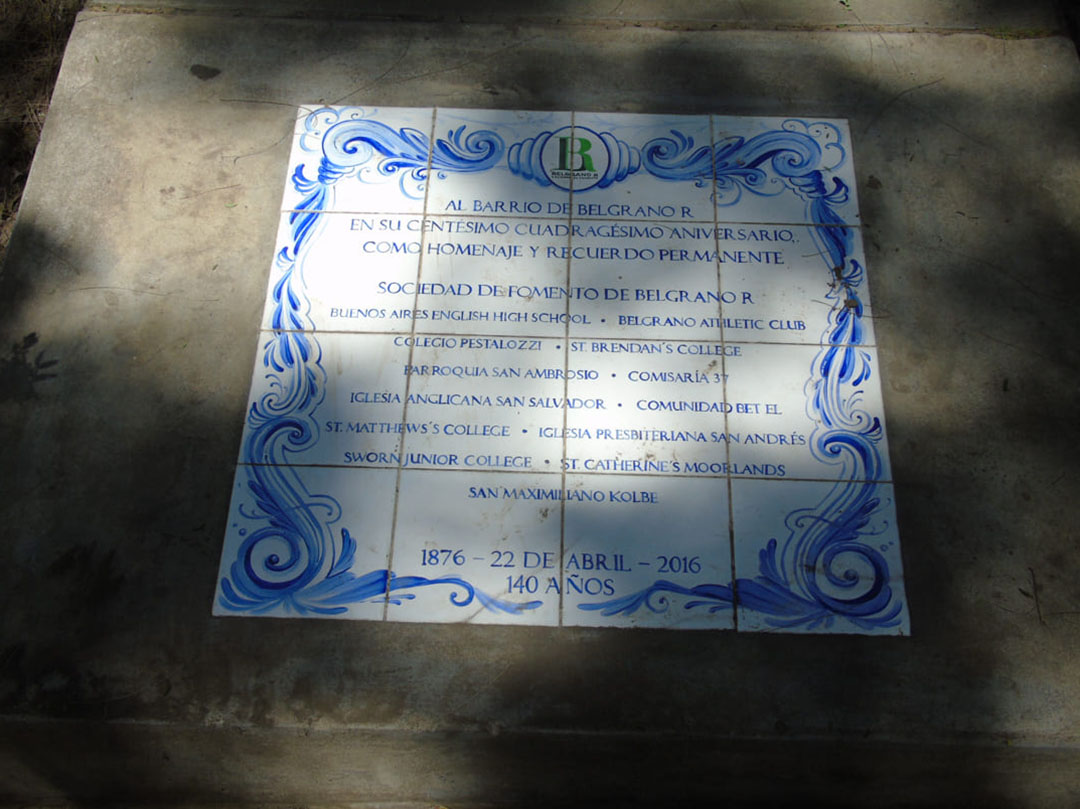 BR
BELGRANO R
AL BARRIO DE BELGRANO R
EN SU CENTÉSIMO CUADRAGÉSIMO ANIVERSARIO,
COMO HOMENAJE Y RECUERDO PERMANENTE
SOCIEDAD DE FOMENTO DE BELGRANO R
BUENOS AIRES ENGLISH HIGH SCHOOL • BELGRANO ATHLETIC CLUB
COLEGIO PESTALOZZI • ST. BRENDAN'S COLLEGE
PARROQUIA SAN AMBROSIO • COMISARÍA 37
IGLESIA ANGLICANA SAN SALVADOR • COMUNIDAD BET EL
ST. MATTHEWS'S COLLEGE • IGLESIA PRESBITERIANA SAN ANDRÉS
SWORN JUNIOR COLLEGE • ST. CATHERINE'S MOORLANDS
SAN MAXIMILIANO KOLBE
1876 – 22 DE ABRIL – 2016
140 AÑOS